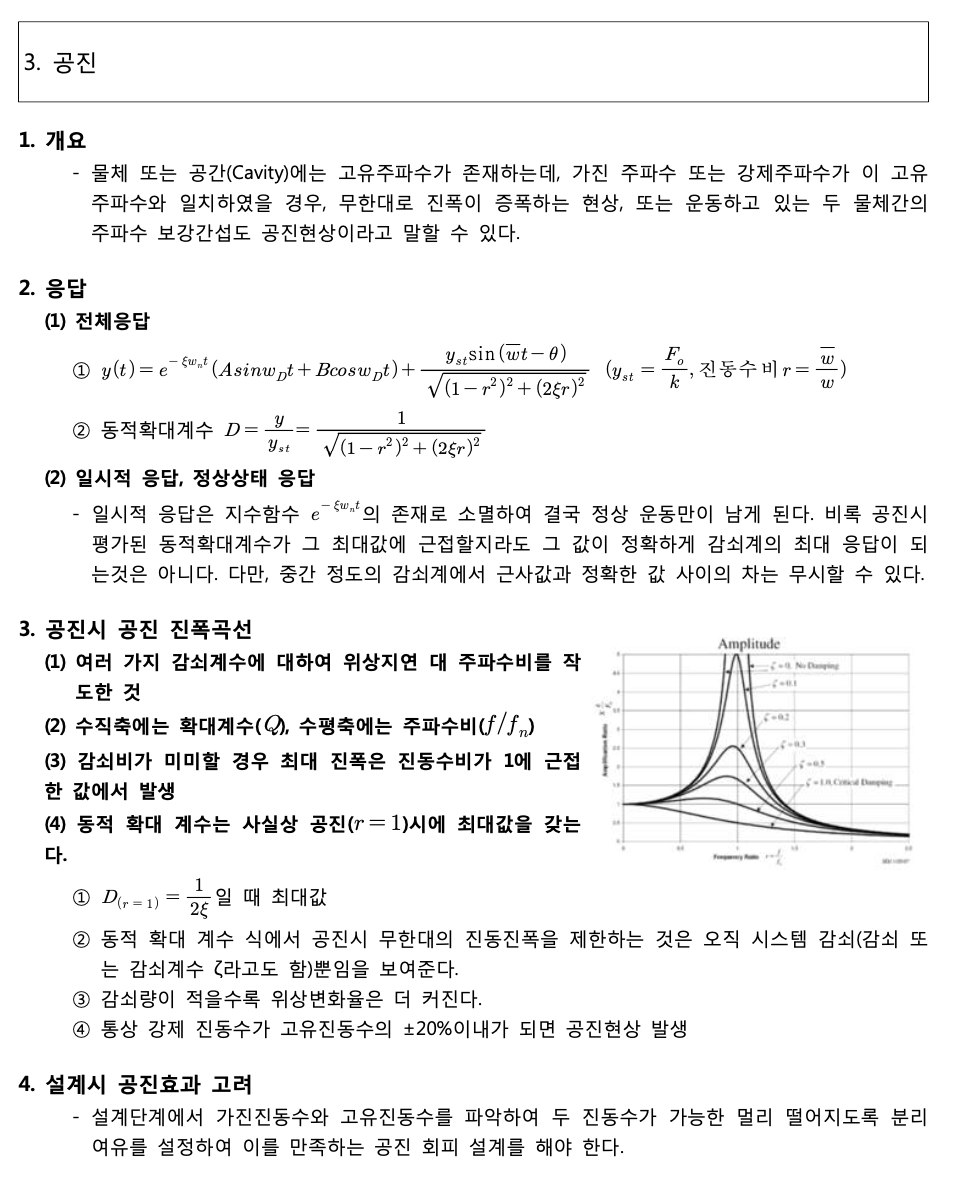 3. 공진
1. 개요
- 물체 또는 공간(Cavity)에는 고유주파수가 존재하는데, 가진 주파수 또는 강제주파수가 이 고유
주파수와 일치하였을 경우, 무한대로 진폭이 증폭하는 현상, 또는 운동하고 있는 두 물체간의
주파수 보강간섭도 공진현상이라고 말할 수 있다.
2. 응답
(1) 전체응답
① y(t) = e^{-ξw_n t}(Asinw_D t + Bcosw_D t) + \frac{y_{st} sin(\overline{w}t - θ)}{\sqrt{(1-r^2)^2 + (2ξr)^2}} (y_{st} = \frac{F_o}{k}, 진동수비 r = \frac{\overline{w}}{w})
② 동적확대계수 D = \frac{y}{y_{st}} = \frac{1}{\sqrt{(1-r^2)^2 + (2ξr)^2}}
(2) 일시적 응답, 정상상태 응답
- 일시적 응답은 지수함수 e^{-ξw_n t}의 존재로 소멸하여 결국 정상 운동만이 남게 된다. 비록 공진시
평가된 동적확대계수가 그 최대값에 근접할지라도 그 값이 정확하게 감쇠계의 최대 응답이 되
는것은 아니다. 다만, 중간 정도의 감쇠계에서 근사값과 정확한 값 사이의 차는 무시할 수 있다.
3. 공진시 공진 진폭곡선
(1) 여러 가지 감쇠계수에 대하여 위상지연 대 주파수비를 작
도한 것
(2) 수직축에는 확대계수(Q), 수평축에는 주파수비(f/f_n)
(3) 감쇠비가 미미할 경우 최대 진폭은 진동수비가 1에 근접
한 값에서 발생
(4) 동적 확대 계수는 사실상 공진(r = 1)시에 최대값을 갖는
다.
Amplitude
ζ = 0, No Damping
ζ = 0.1
ζ = 0.2
ζ = 0.3
ζ = 0.5
ζ = 1.0, Critical Damping
Amplification Ratio
0 0.5 1 1.5 2 2.5
Frequency Ratio
① D_{(r = 1)} = \frac{1}{2ξ}일 때 최대값
② 동적 확대 계수 식에서 공진시 무한대의 진동진폭을 제한하는 것은 오직 시스템 감쇠(감쇠 또
는 감쇠계수 ζ라고도 함)뿐임을 보여준다.
③ 감쇠량이 적을수록 위상변화율은 더 커진다.
④ 통상 강제 진동수가 고유진동수의 ±20%이내가 되면 공진현상 발생
4. 설계시 공진효과 고려
- 설계단계에서 가진진동수와 고유진동수를 파악하여 두 진동수가 가능한 멀리 떨어지도록 분리
여유를 설정하여 이를 만족하는 공진 회피 설계를 해야 한다.